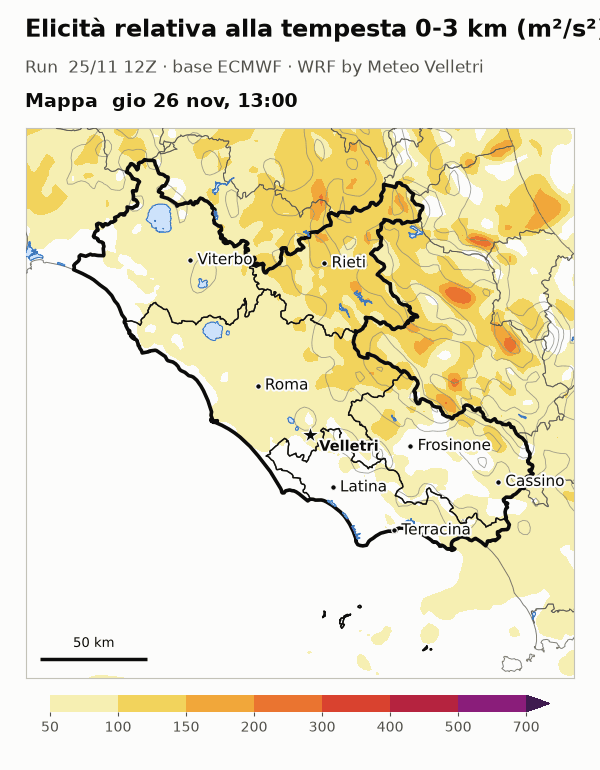 Elicità relativa alla tempesta 0-3 km (m²/s²)
Run  25/11 12Z · base ECMWF · WRF by Meteo Velletri
Mappa  gio 26 nov, 13:00
Viterbo
Rieti
Roma
Velletri
Frosinone
Cassino
Latina
Terracina
50 km
50 100 150 200 300 400 500 700